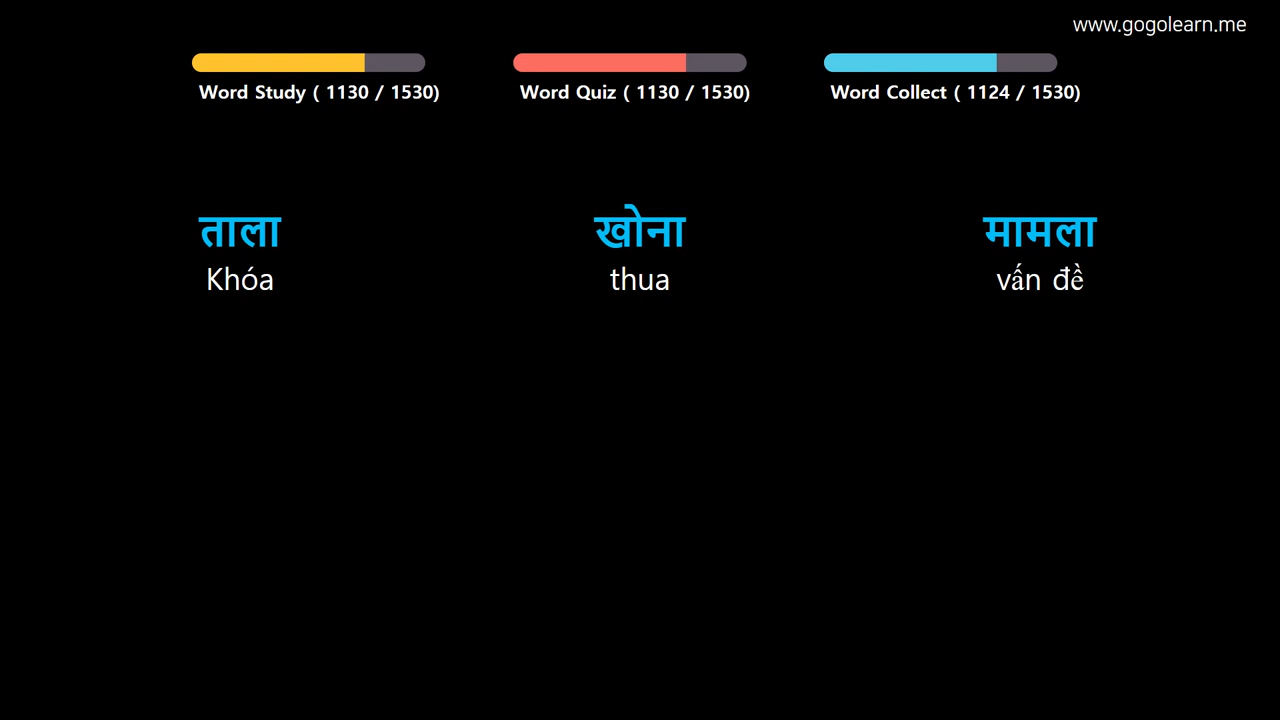 www.gogolearn.me
Word Study ( 1130 / 1530)
Word Quiz ( 1130 / 1530)
Word Collect ( 1124 / 1530)
ताला
Khóa
खोना
thua
मामला
vấn đề